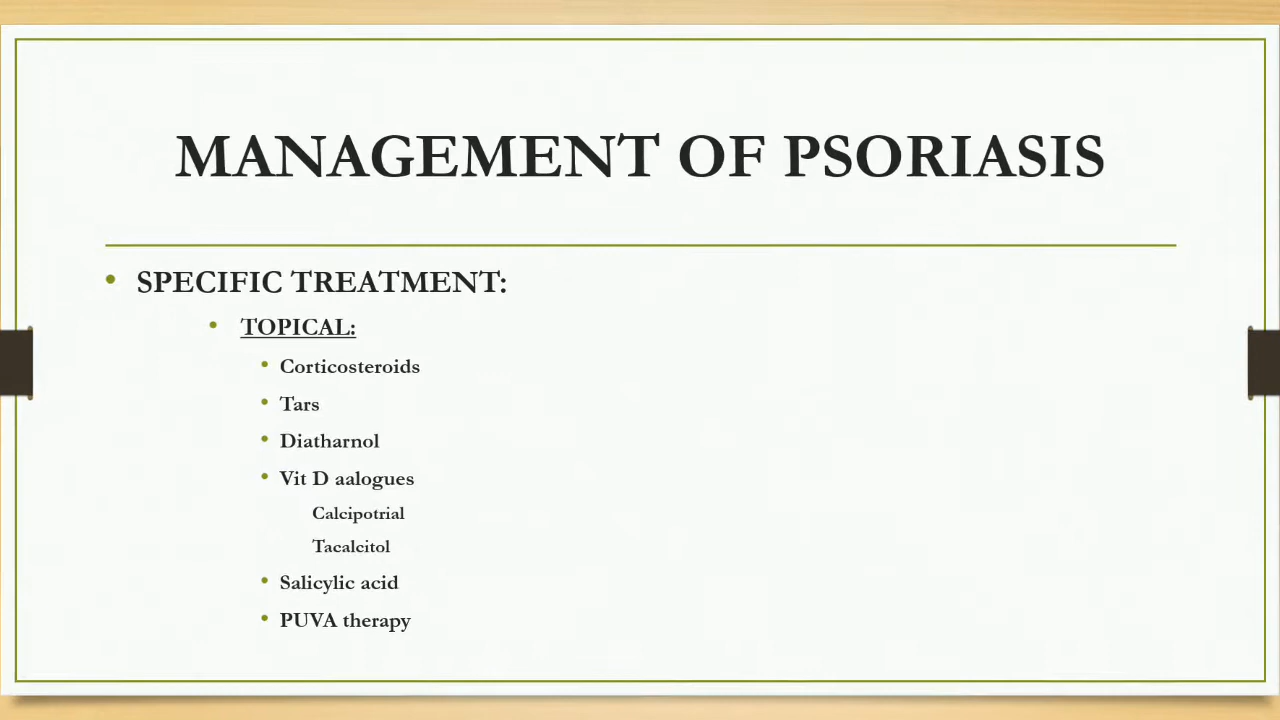 MANAGEMENT OF PSORIASIS
• SPECIFIC TREATMENT:
• TOPICAL:
• Corticosteroids
• Tars
• Diatharnol
• Vit D aalogues
Calcipotrial
Tacalcitol
• Salicylic acid
• PUVA therapy